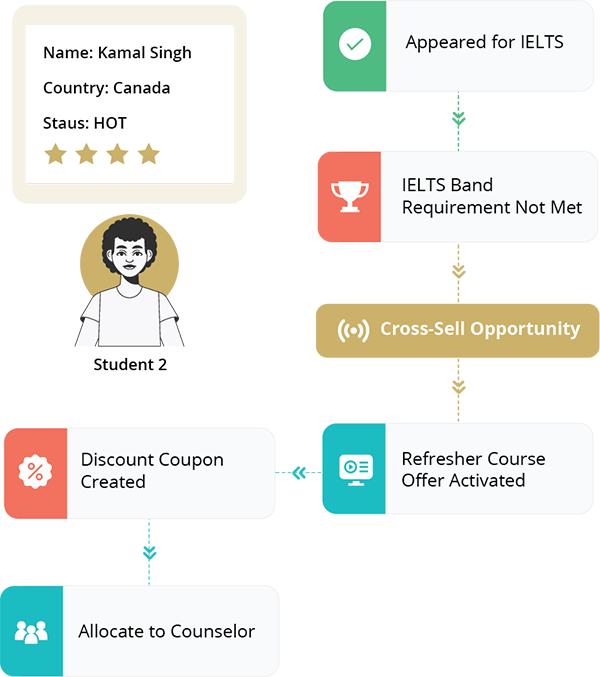 Name: Kamal Singh
Country: Canada
Staus: HOT
Student 2
Appeared for IELTS
IELTS Band
Requirement Not Met
Cross-Sell Opportunity
Refresher Course
Offer Activated
Discount Coupon
Created
Allocate to Counselor